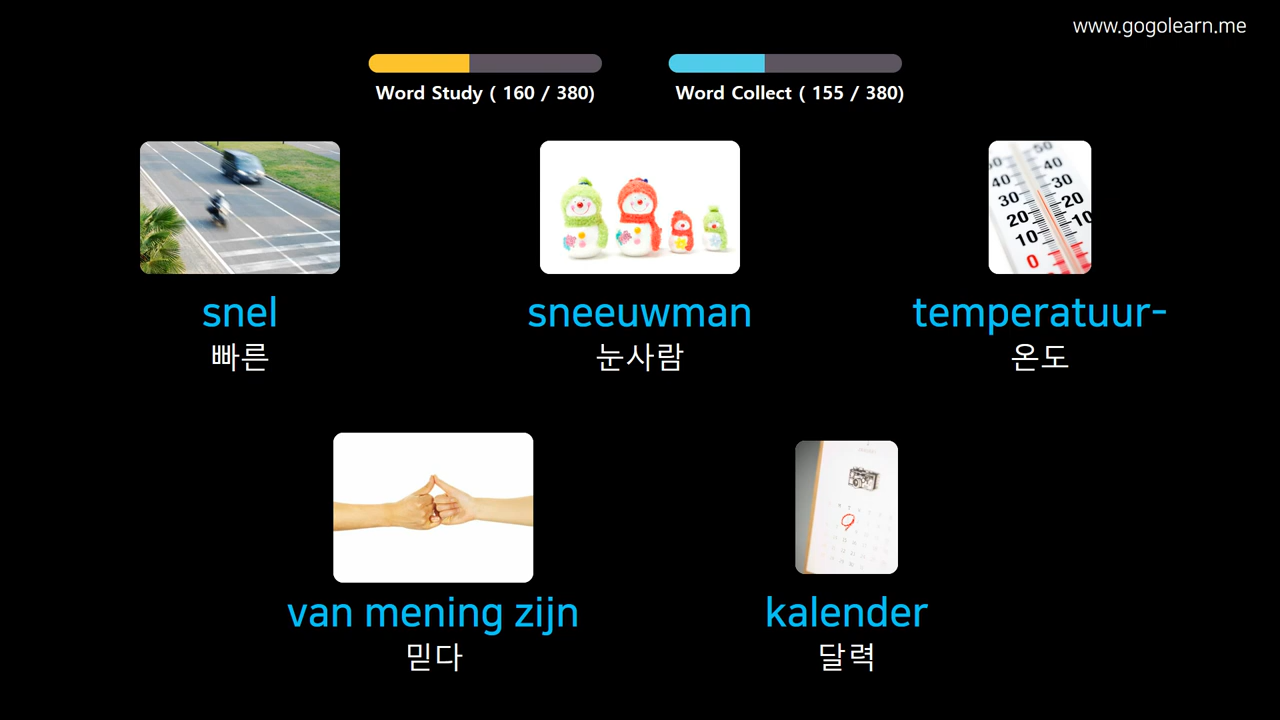 www.gogolearn.me
Word Study ( 160 / 380)
Word Collect ( 155 / 380)
snel
빠른
sneeuwman
눈사람
temperatuur-
온도
van mening zijn
믿다
kalender
달력